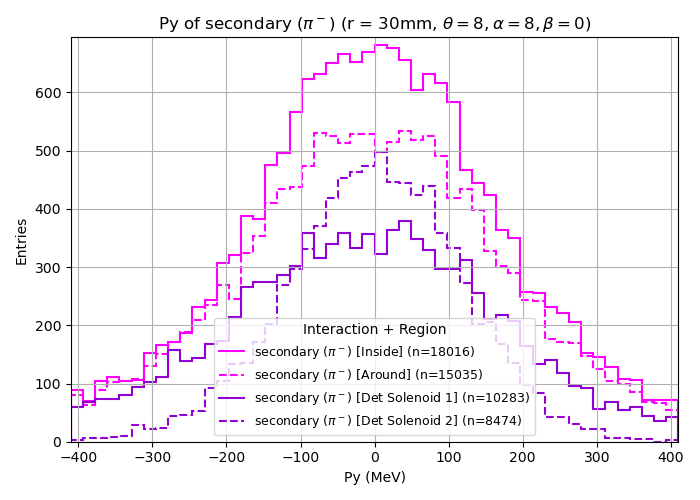 Py of secondary (π⁻) (r = 30mm, θ = 8, α = 8, β = 0)
Entries
600
500
400
300
200
100
0
−400
−300
−200
−100
0
100
200
300
400
Py (MeV)
Interaction + Region
secondary (π⁻) [Inside] (n=18016)
secondary (π⁻) [Around] (n=15035)
secondary (π⁻) [Det Solenoid 1] (n=10283)
secondary (π⁻) [Det Solenoid 2] (n=8474)